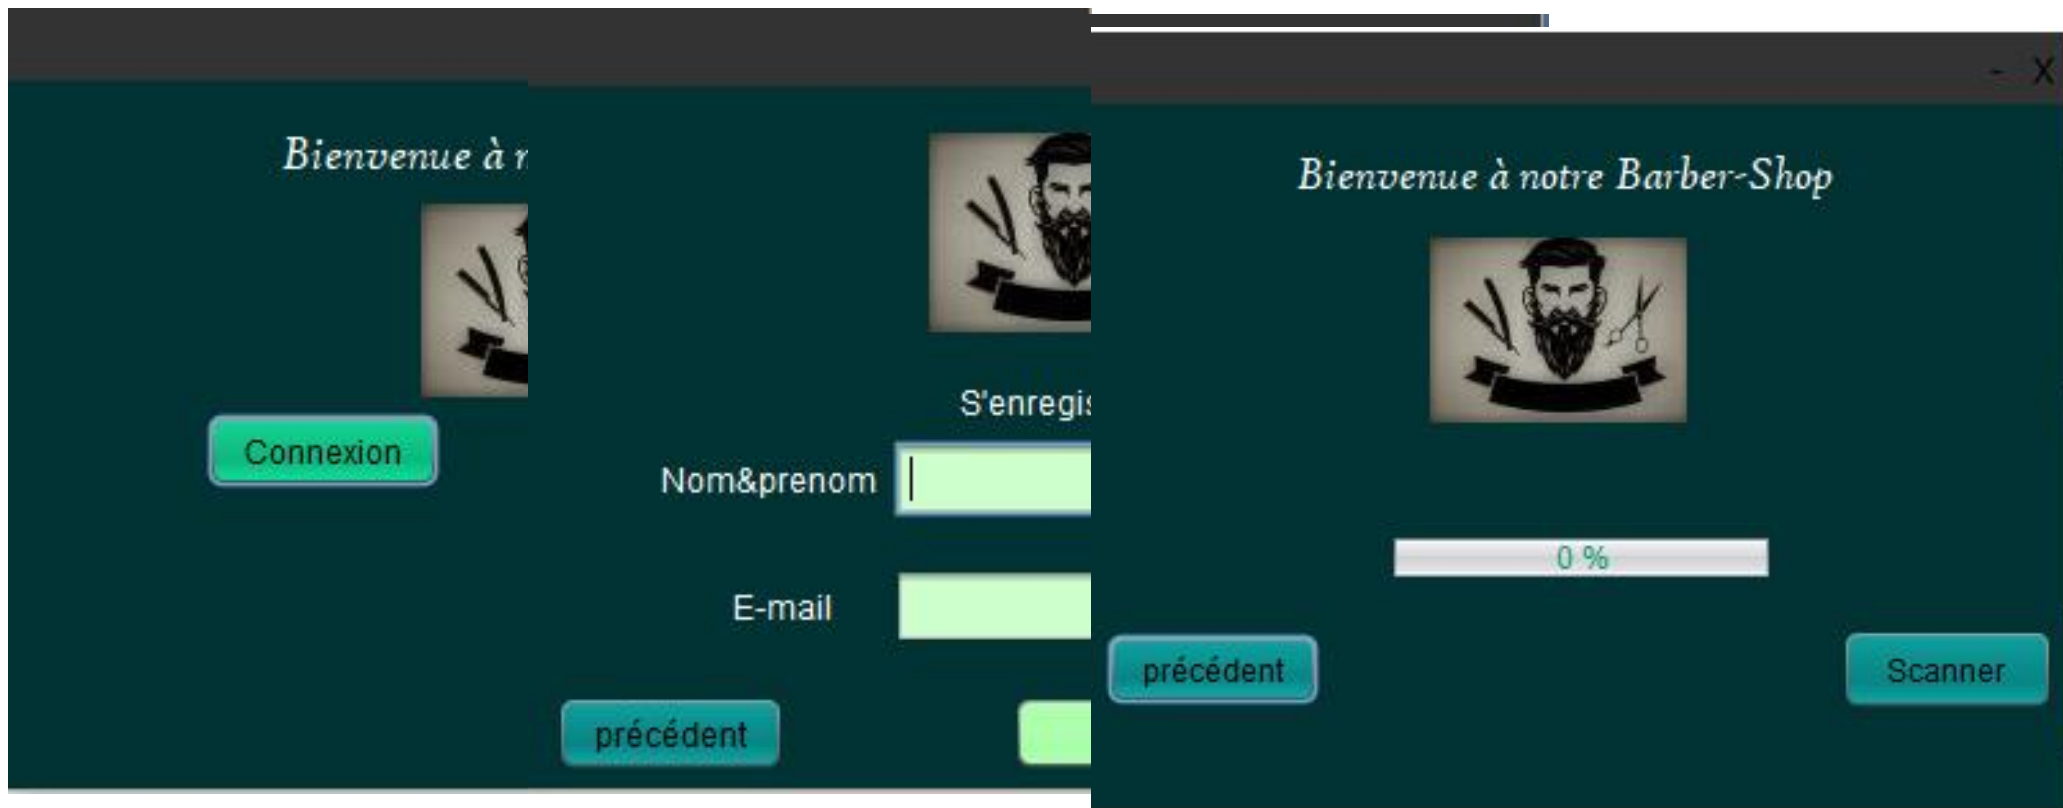 Bienvenue à n
Connexion
S'enregis
Nom&prenom
E-mail
précédent
- X
Bienvenue à notre Barber-Shop
0 %
précédent
Scanner